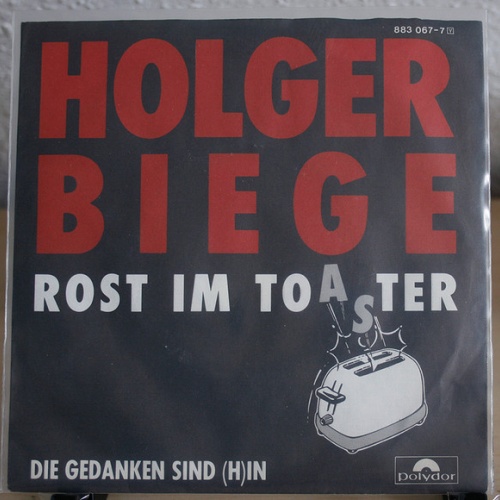 883 067-7 Y
HOLGER
BIEGE
ROST IM TOASTER
DIE GEDANKEN SIND (H)IN
polydor